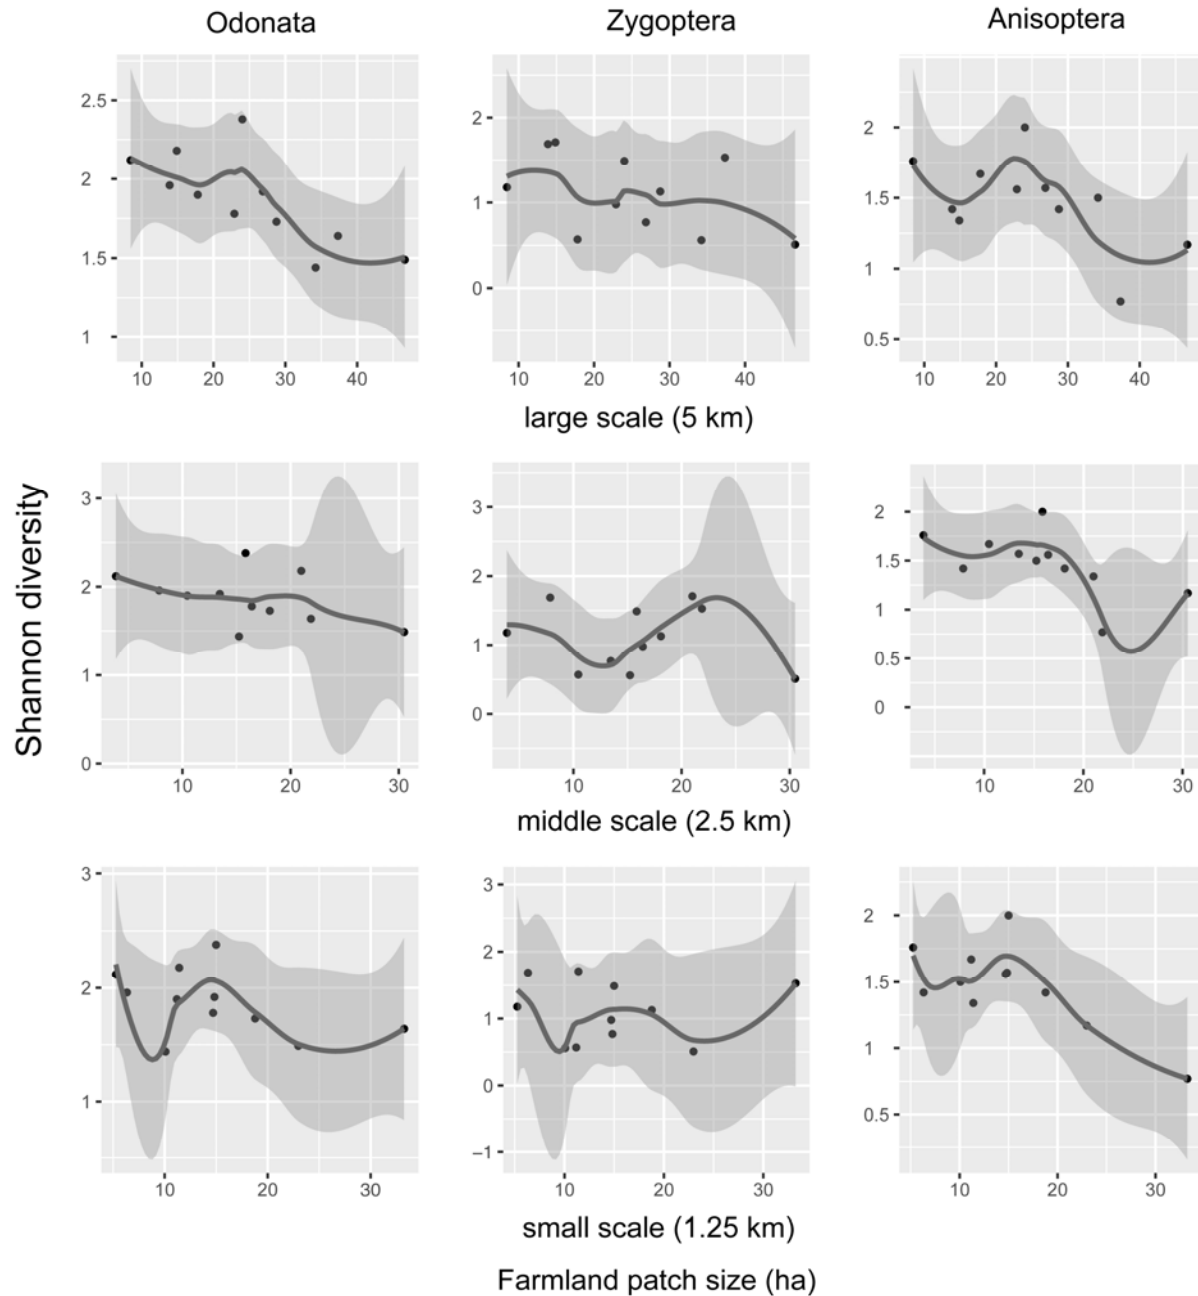 Odonata Zygoptera Anisoptera
2.5 2 1.5 1
10 20 30 40
2 1 0
10 20 30 40
2 1.5 1 0.5
10 20 30 40
large scale (5 km)
Shannon diversity
3 2 1 0
10 20 30
3 2 1 0
10 20 30
2 1.5 1 0.5 0
10 20 30
middle scale (2.5 km)
3 2 1
10 20 30
3 2 1 0 −1
10 20 30
2 1.5 1 0.5
10 20 30
small scale (1.25 km)
Farmland patch size (ha)